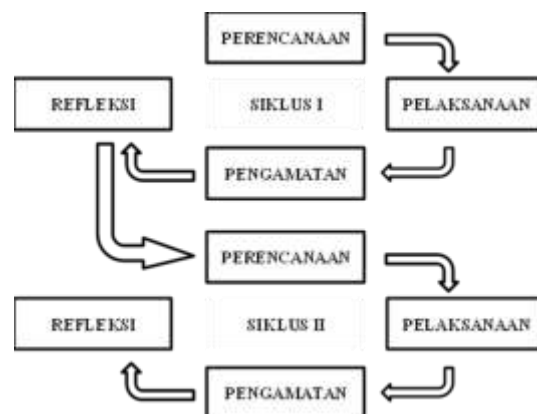 PERENCANAAN
REFLEKSI
SIKLUS I
PELAKSANAAN
PENGAMATAN
PERENCANAAN
REFLEKSI
SIKLUS II
PELAKSANAAN
PENGAMATAN